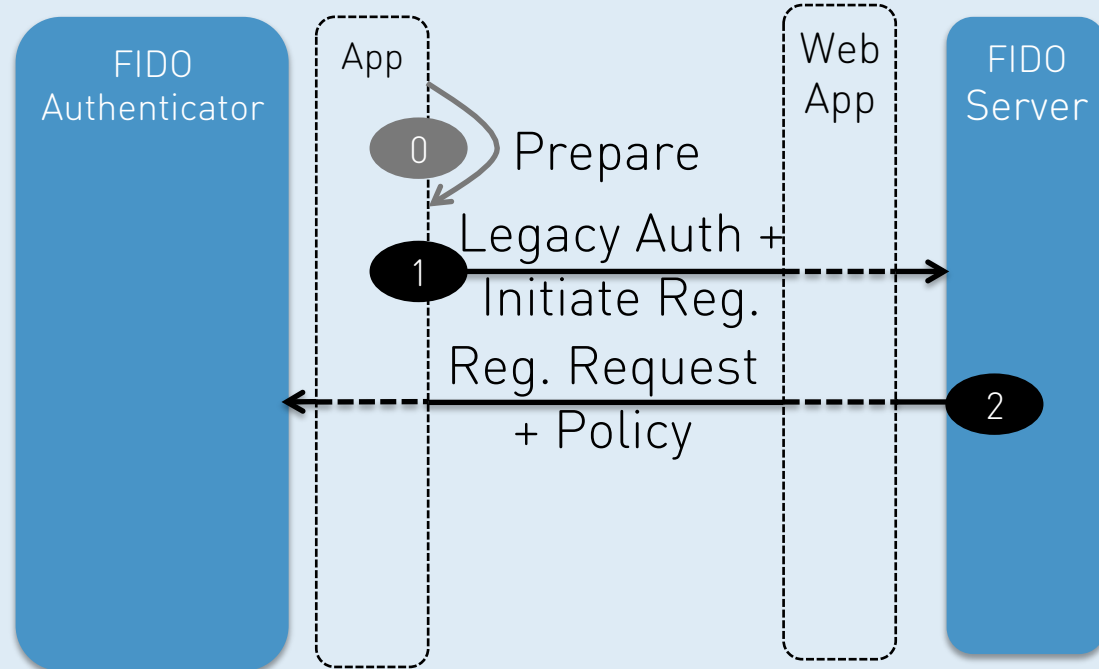 FIDO
Authenticator
App
Web
App
FIDO
Server
0
Prepare
Legacy Auth +
1
Initiate Reg.
Reg. Request
2
+ Policy